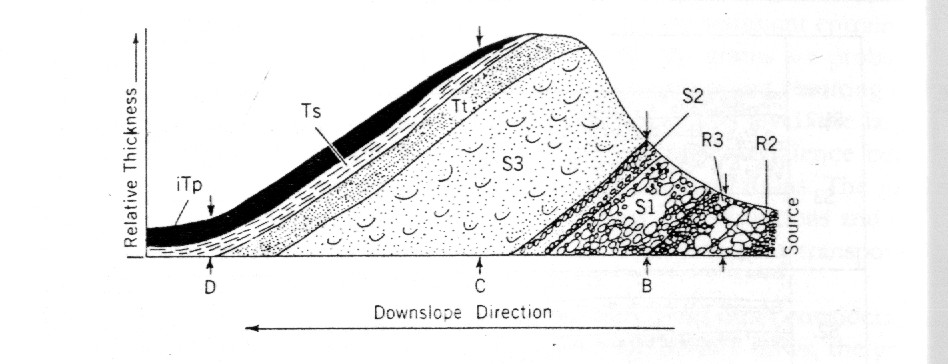 Relative Thickness
iTp
Ts
Tt
S3
S2
S1
R3
R2
Source
D
C
B
Downslope Direction